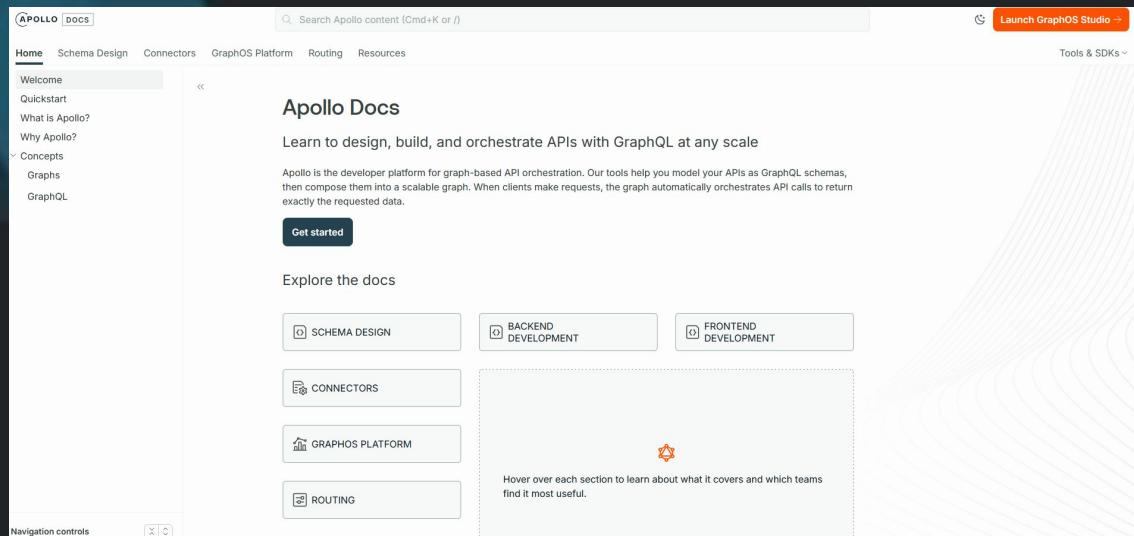 APOLLO DOCS
Search Apollo content (Cmd+K or /)
Launch GraphOS Studio →
Home Schema Design Connectors GraphOS Platform Routing Resources
Tools & SDKs
Welcome
Quickstart
What is Apollo?
Why Apollo?
Concepts
Graphs
GraphQL
Navigation controls
Apollo Docs
Learn to design, build, and orchestrate APIs with GraphQL at any scale
Apollo is the developer platform for graph-based API orchestration. Our tools help you model your APIs as GraphQL schemas,
then compose them into a scalable graph. When clients make requests, the graph automatically orchestrates API calls to return
exactly the requested data.
Get started
Explore the docs
SCHEMA DESIGN
BACKEND
DEVELOPMENT
FRONTEND
DEVELOPMENT
CONNECTORS
GRAPHOS PLATFORM
ROUTING
Hover over each section to learn about what it covers and which teams
find it most useful.